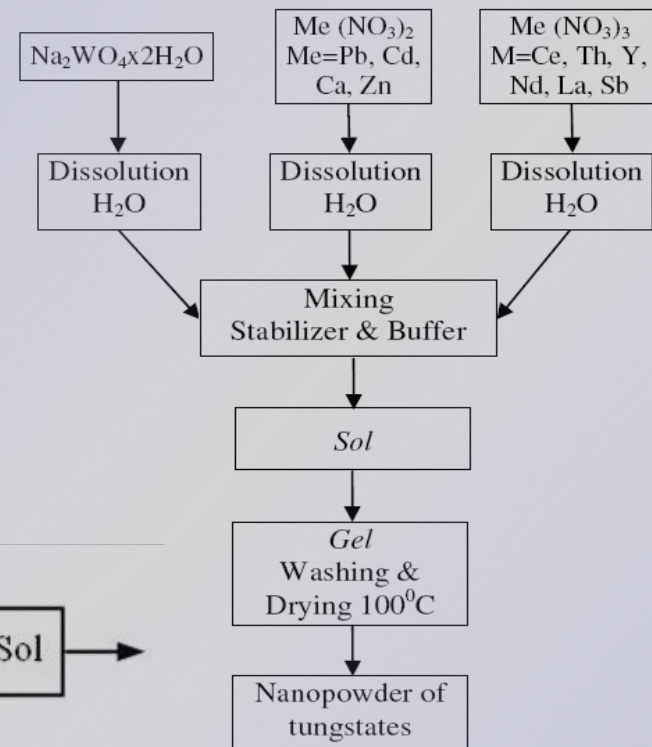 Na₂WO₄x2H₂O
Me (NO₃)₂
Me=Pb, Cd,
Ca, Zn
Me (NO₃)₃
M=Ce, Th, Y,
Nd, La, Sb
Dissolution
H₂O
Dissolution
H₂O
Dissolution
H₂O
Mixing
Stabilizer & Buffer
Sol
Gel
Washing &
Drying 100⁰C
Nanopowder of
tungstates
Sol